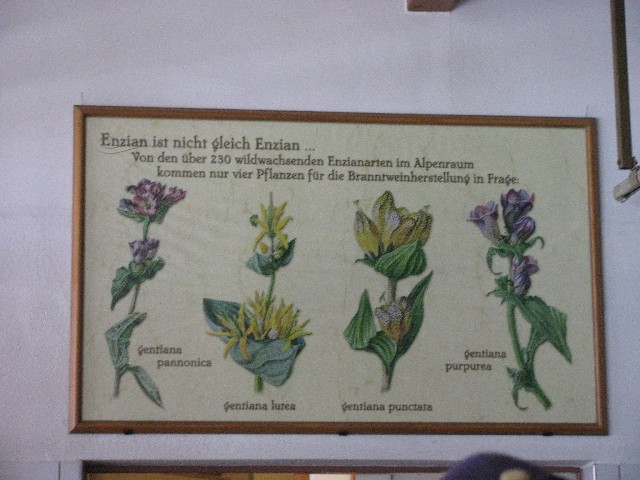 Enzian ist nicht gleich Enzian ...
Von den über 230 wildwachsenden Enzianarten im Alpenraum
kommen nur vier Pflanzen für die Branntweinherstellung in Frage:
gentiana
pannonica
gentiana lutea
gentiana punctata
gentiana
purpurea